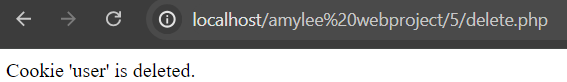 localhost/amylee%20webproject/5/delete.php
Cookie 'user' is deleted.